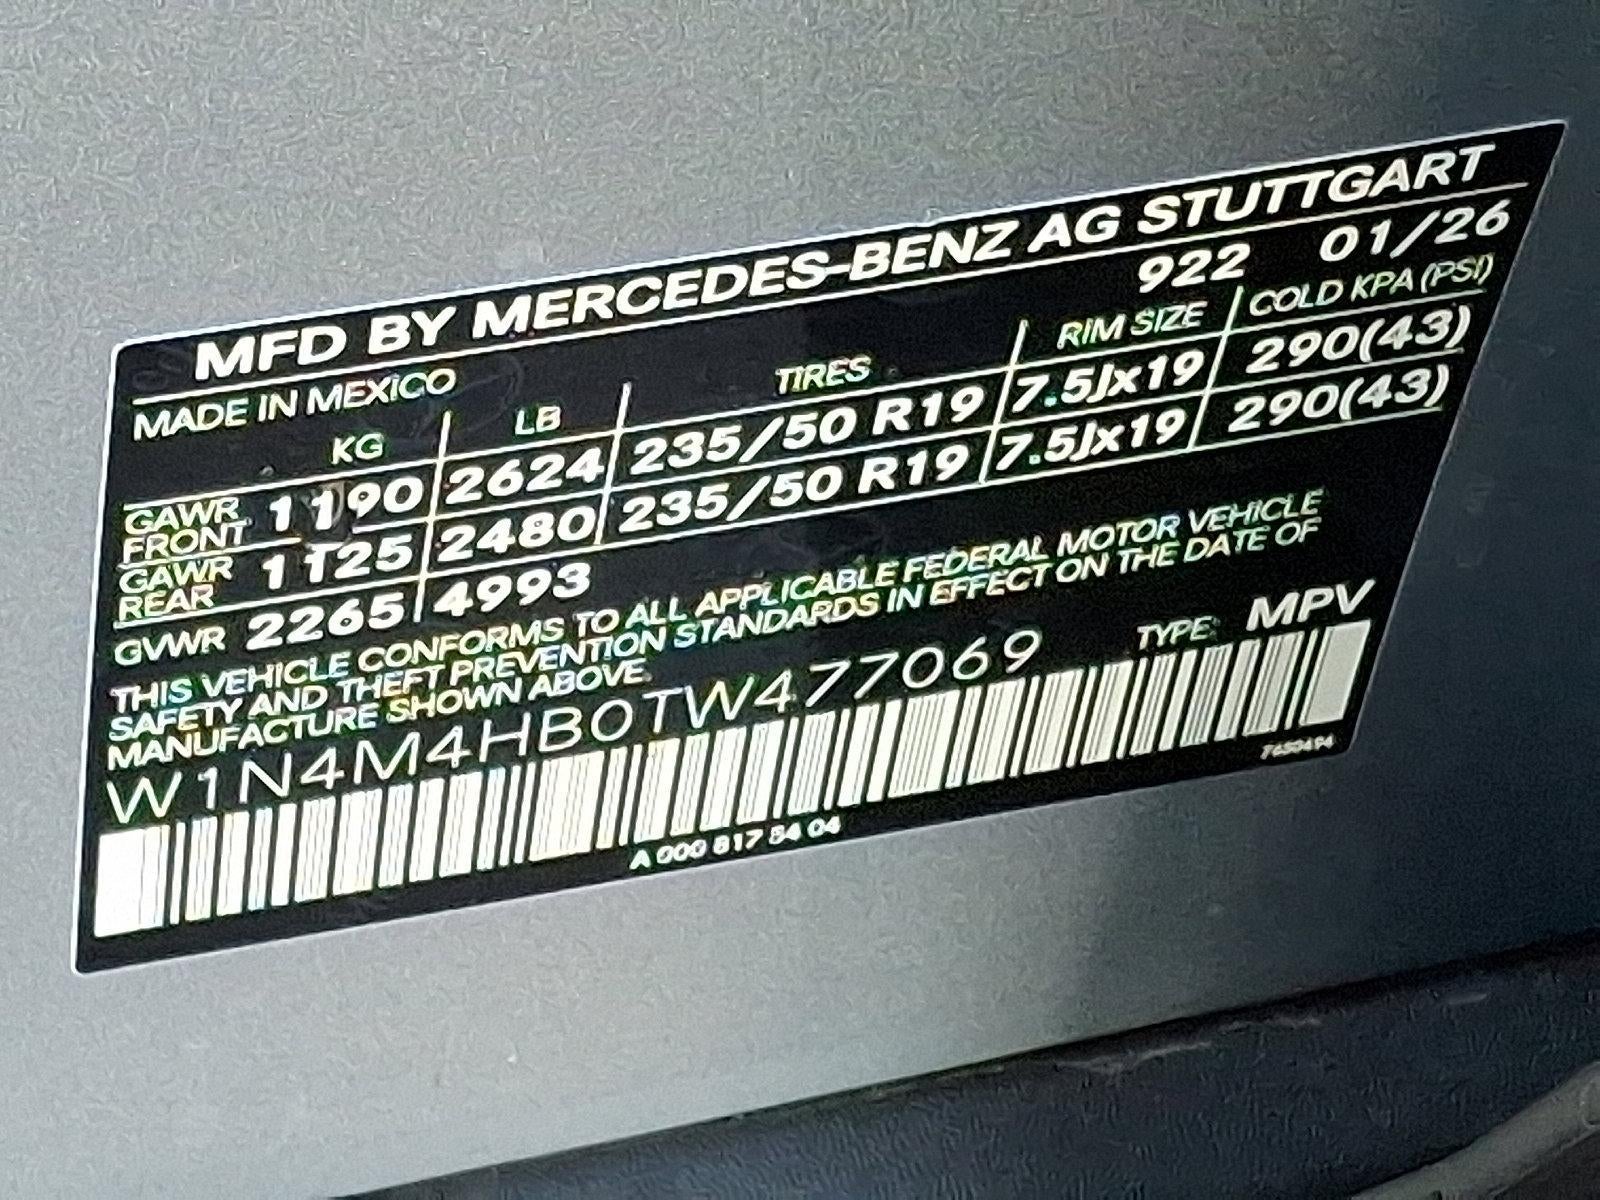 MFD BY MERCEDES-BENZ AG STUTTGART
MADE IN MEXICO 922 01/26
KG LB TIRES RIM SIZE COLD KPA (PSI)
GAWR FRONT 1190 2624 235/50 R19 7.5Jx19 290(43)
GAWR REAR 1125 2480 235/50 R19 7.5Jx19 290(43)
GVWR 2265 4993
THIS VEHICLE CONFORMS TO ALL APPLICABLE FEDERAL MOTOR VEHICLE
SAFETY AND THEFT PREVENTION STANDARDS IN EFFECT ON THE DATE OF
MANUFACTURE SHOWN ABOVE.
W1N4M4HB0TW477069 TYPE: MPV
A 000 817 54 04